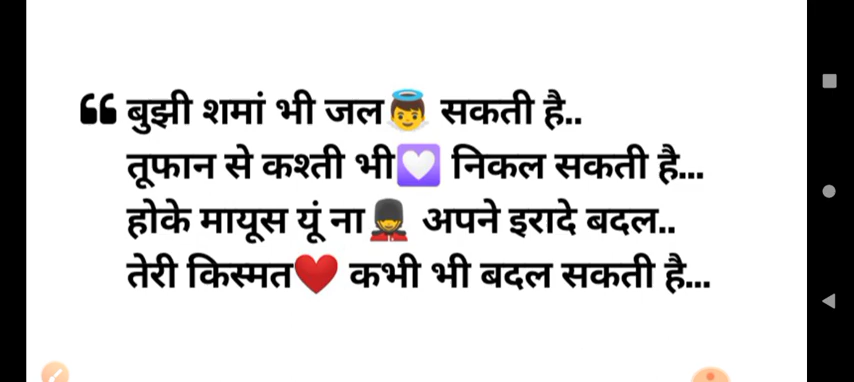 “ बुझी शमां भी जल👼 सकती है..
तूफान से कश्ती भी💟 निकल सकती है...
होके मायूस यूं ना💂 अपने इरादे बदल..
तेरी किस्मत❤️ कभी भी बदल सकती है...